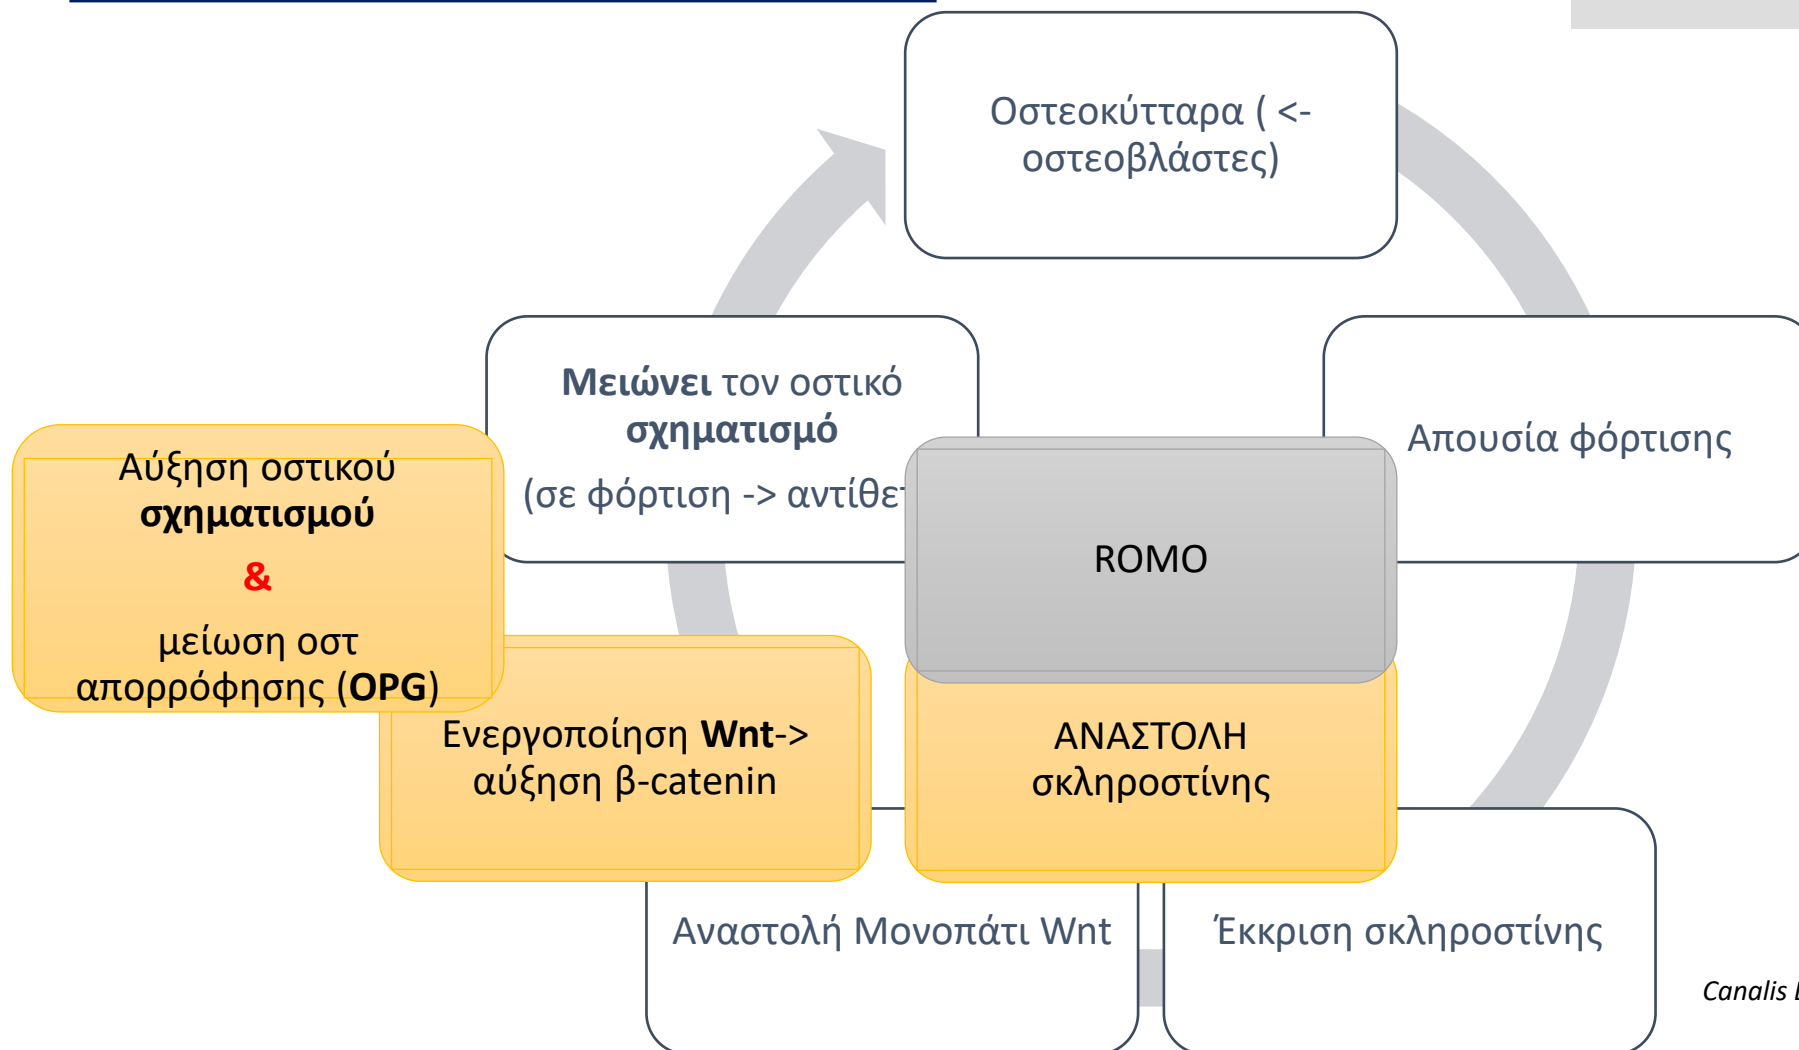 Οστεοκύτταρα ( <-
οστεοβλάστες)
Απουσία φόρτισης
Έκκριση σκληροστίνης
Αναστολή Μονοπάτι Wnt
Μειώνει τον οστικό
σχηματισμό
(σε φόρτιση ->
ROMO
ΑΝΑΣΤΟΛΗ
σκληροστίνης
Ενεργοποίηση Wnt->
αύξηση β-catenin
Αύξηση οστικού
σχηματισμού
&
μείωση οστ
απορρόφησης (OPG)
Canalis